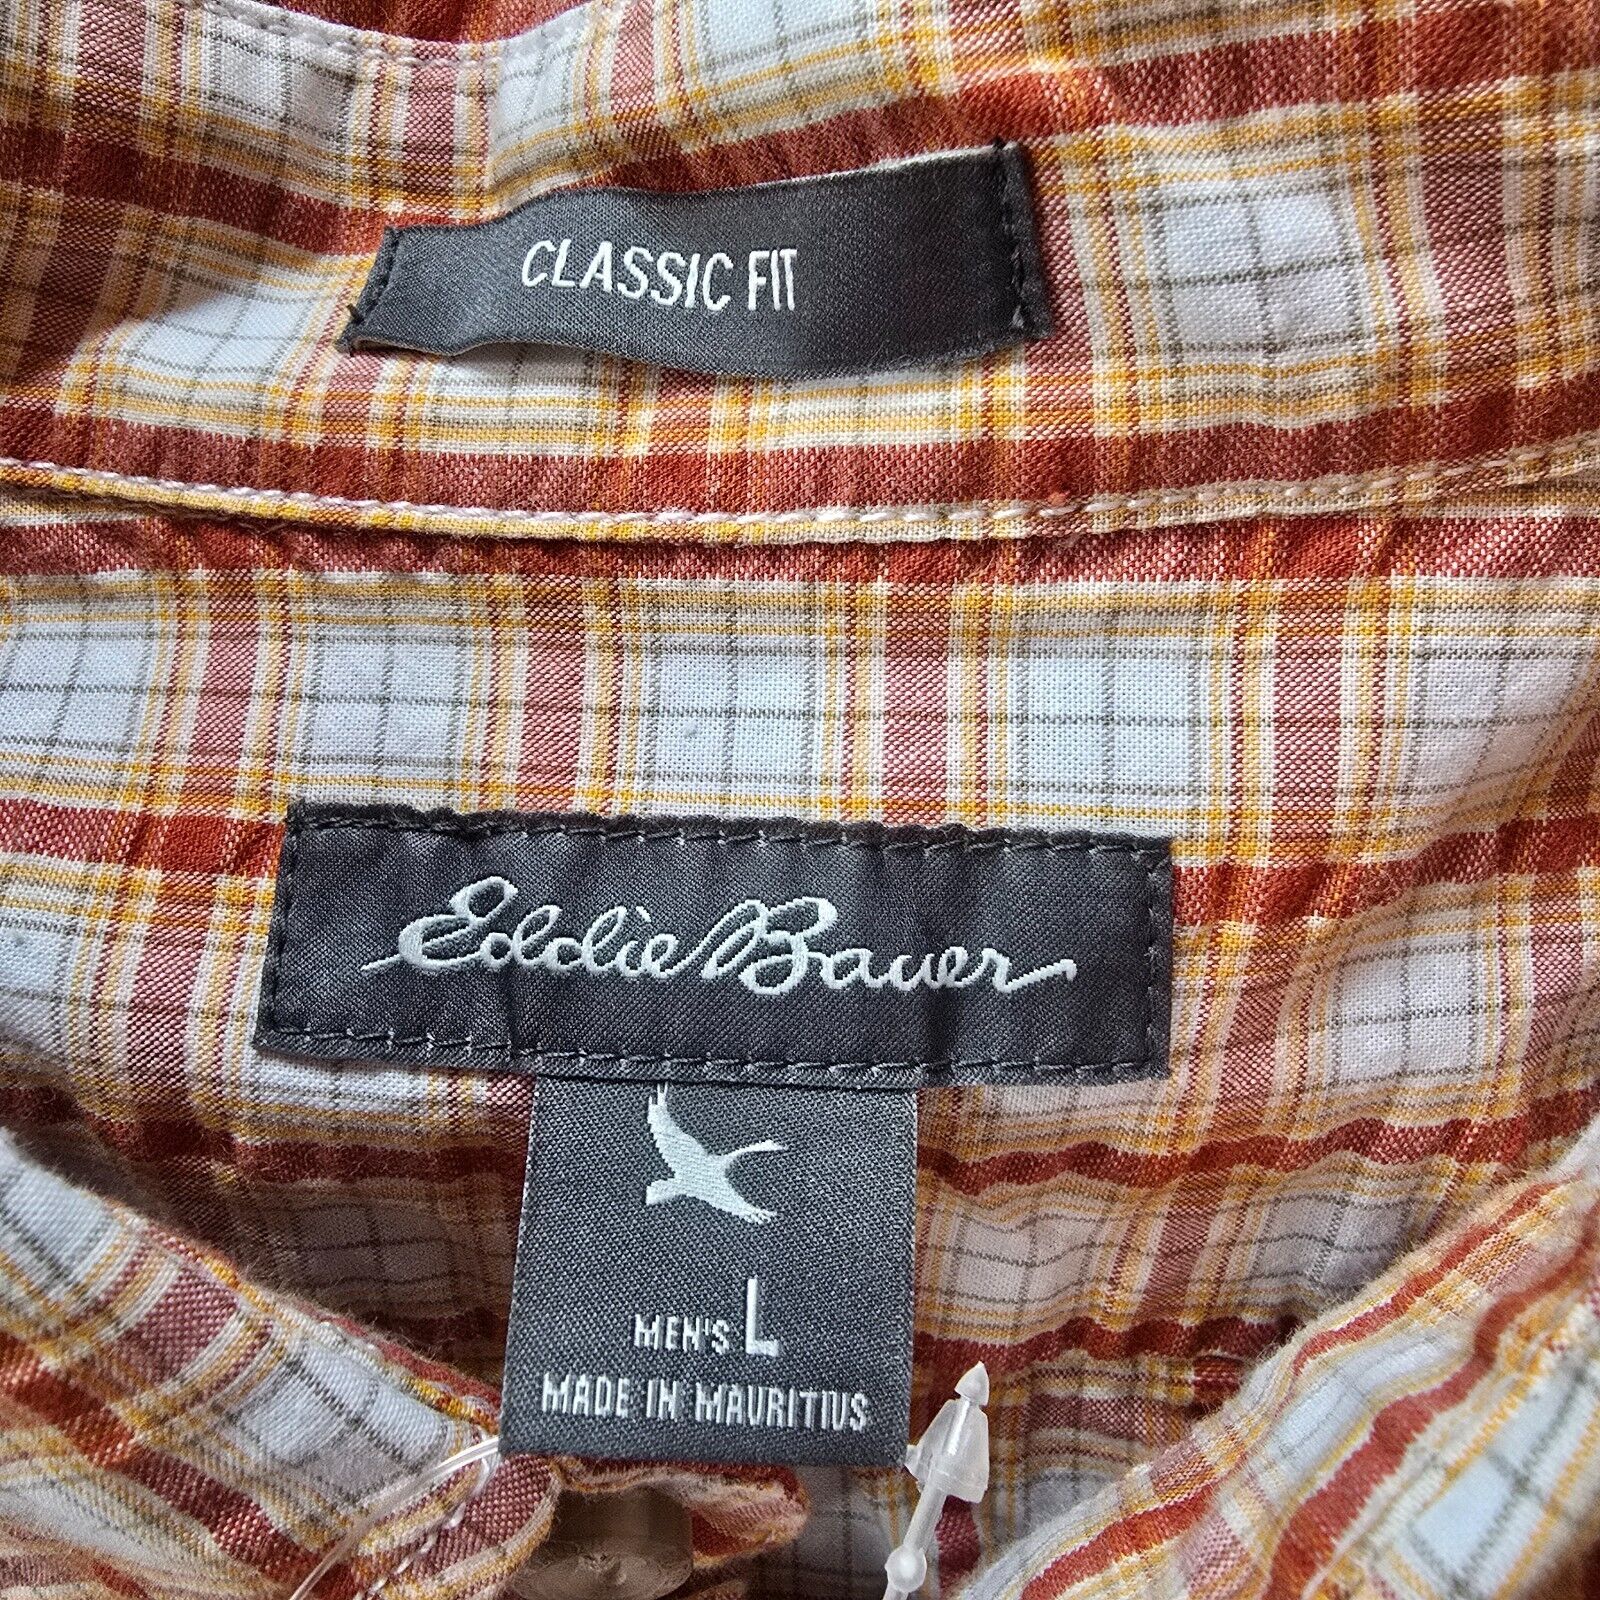 CLASSIC FIT
Eddie Bauer
MEN'S L
MADE IN MAURITIUS